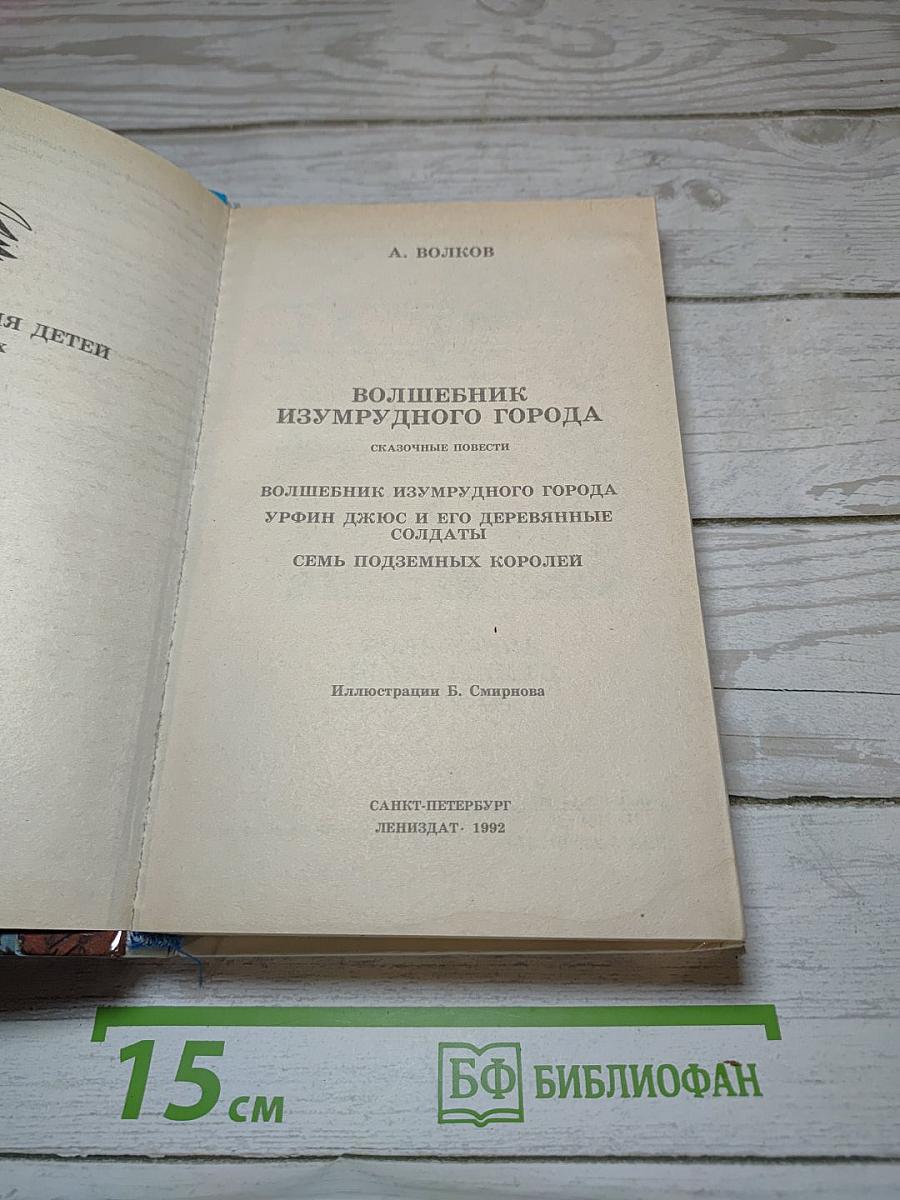 ДЕТЕЙ
А. ВОЛКОВ
ВОЛШЕБНИК
ИЗУМРУДНОГО ГОРОДА
СКАЗОЧНЫЕ ПОВЕСТИ
ВОЛШЕБНИК ИЗУМРУДНОГО ГОРОДА
УРФИН ДЖЮС И ЕГО ДЕРЕВЯННЫЕ
СОЛДАТЫ
СЕМЬ ПОДЗЕМНЫХ КОРОЛЕЙ
Иллюстрации Б. Смирнова
САНКТ-ПЕТЕРБУРГ
ЛЕНИЗДАТ · 1992
15 см
БФ БИБЛИОФАН